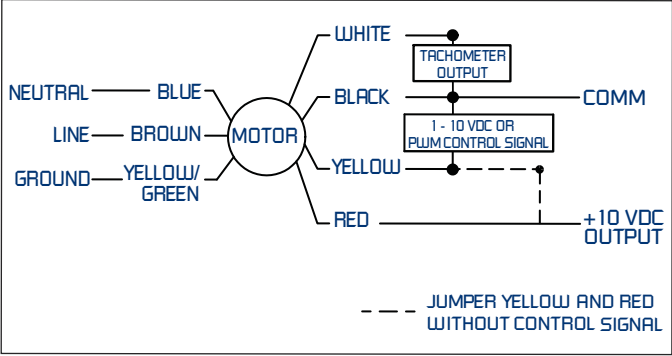 WHITE
TACHOMETER
OUTPUT
NEUTRAL
BLUE
BLACK
COMM
LINE
BROWN
MOTOR
1 - 10 VDC OR
PWM CONTROL SIGNAL
GROUND
YELLOW/
GREEN
YELLOW
RED
+10 VDC
OUTPUT
JUMPER YELLOW AND RED
WITHOUT CONTROL SIGNAL